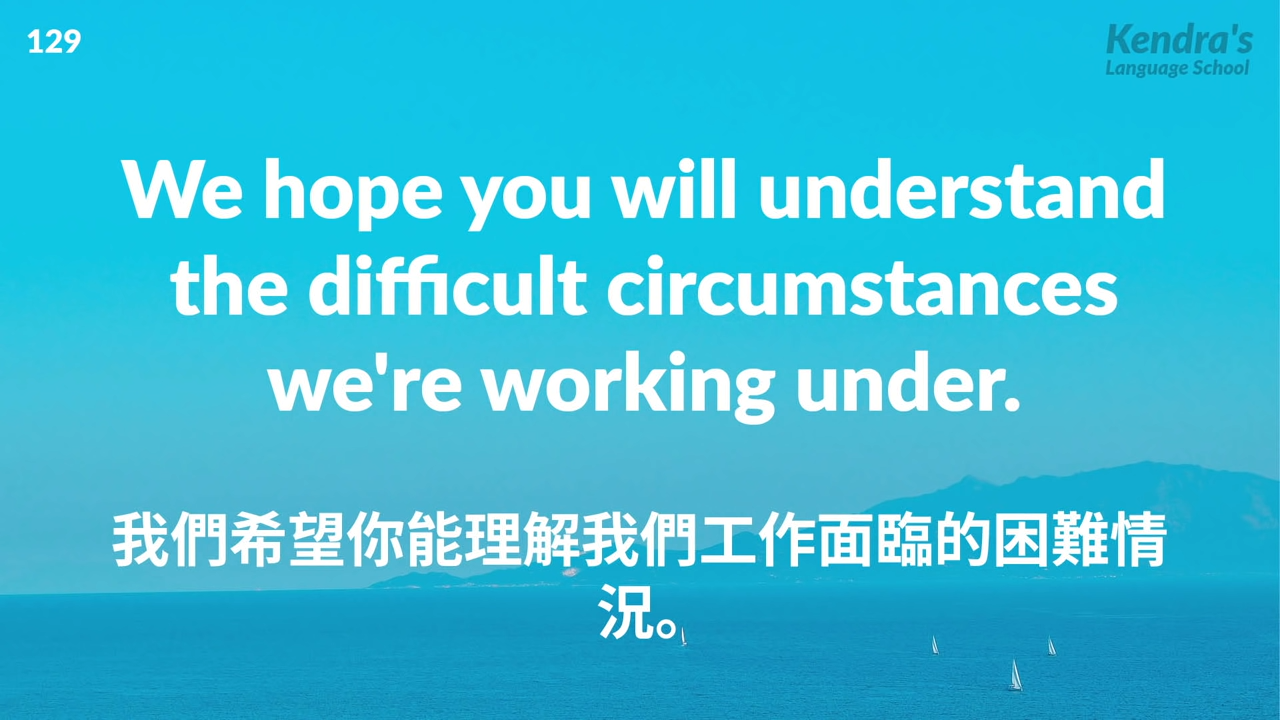 129
Kendra's
Language School
We hope you will understand
the difficult circumstances
we're working under.
我們希望你能理解我們工作面臨的困難情
況。